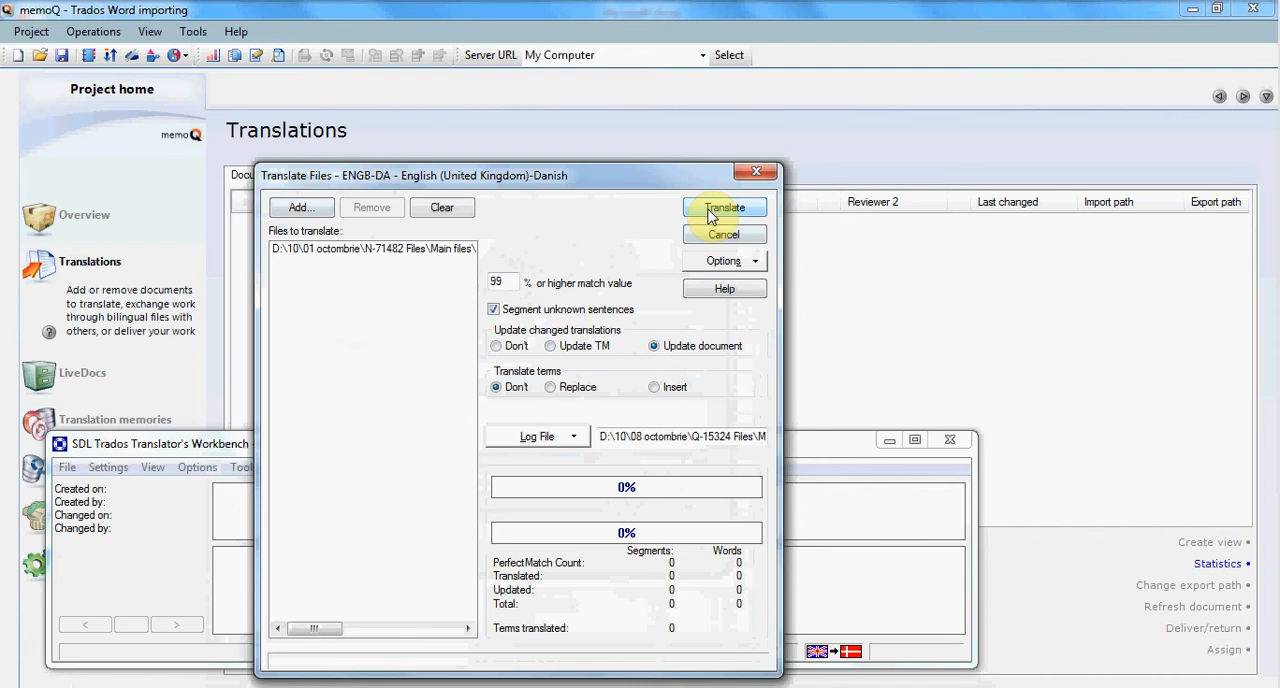 memoQ - Trados Word importing
Project Operations View Tools Help
Server URL My Computer Select
Project home
memoQ
Translations
Overview
Translations
Add or remove documents
to translate, exchange work
through bilingual files with
others, or deliver your work
LiveDocs
Translation memories
Docu
Reviewer 2 Last changed Import path Export path
Translate Files - ENGB-DA - English (United Kingdom)-Danish
Add... Remove Clear Translate
Cancel
Options
Help
Files to translate:
D:\10\01 octombrie\N-71482 Files\Main files\
99 % or higher match value
Segment unknown sentences
Update changed translations
Don't Update TM Update document
Translate terms
Don't Replace Insert
Log File D:\10\08 octombrie\Q-15324 Files\M
0%
0%
Segments: Words
PerfectMatch Count: 0 0
Translated: 0 0
Updated: 0 0
Total: 0 0
Terms translated: 0
SDL Trados Translator's Workbench -
File Settings View Options Tool
Created on:
Created by:
Changed on:
Changed by:
< >
Create view
Statistics
Change export path
Refresh document
Deliver/return
Assign